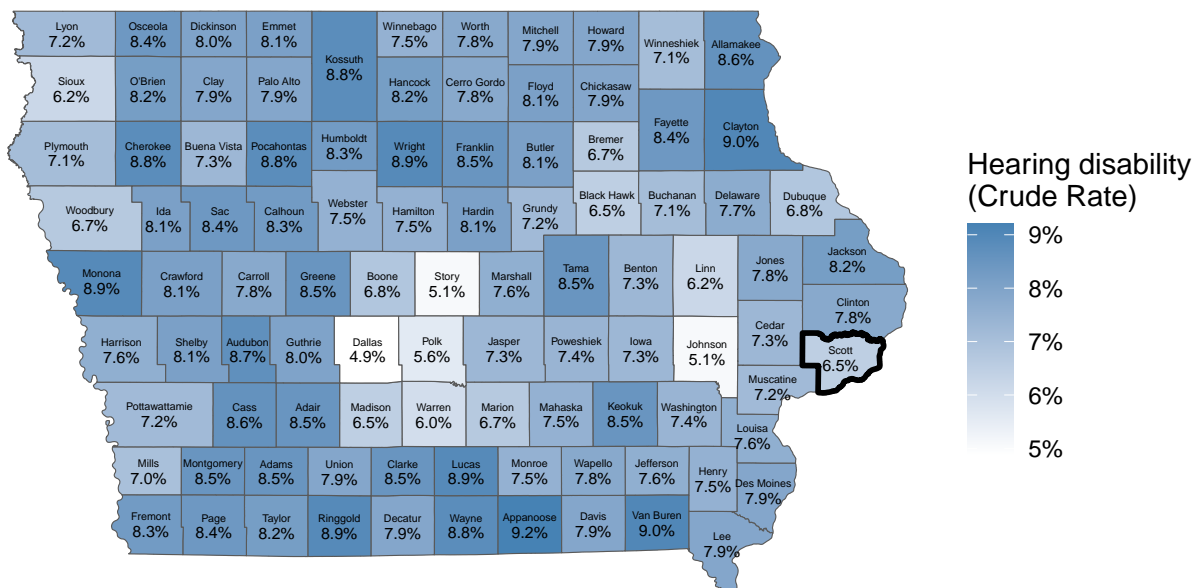 Lyon
7.2%
Osceola
8.4%
Dickinson
8.0%
Emmet
8.1%
Kossuth
8.8%
Winnebago
7.5%
Worth
7.8%
Mitchell
7.9%
Howard
7.9%
Winneshiek
7.1%
Allamakee
8.6%
Sioux
6.2%
O'Brien
8.2%
Clay
7.9%
Palo Alto
7.9%
Hancock
8.2%
Cerro Gordo
7.8%
Floyd
8.1%
Chickasaw
7.9%
Fayette
8.4%
Clayton
9.0%
Plymouth
7.1%
Cherokee
8.8%
Buena Vista
7.3%
Pocahontas
8.8%
Humboldt
8.3%
Wright
8.9%
Franklin
8.5%
Butler
8.1%
Bremer
6.7%
Woodbury
6.7%
Ida
8.1%
Sac
8.4%
Calhoun
8.3%
Webster
7.5%
Hamilton
7.5%
Hardin
8.1%
Grundy
7.2%
Black Hawk
6.5%
Buchanan
7.1%
Delaware
7.7%
Dubuque
6.8%
Monona
8.9%
Crawford
8.1%
Carroll
7.8%
Greene
8.5%
Boone
6.8%
Story
5.1%
Marshall
7.6%
Tama
8.5%
Benton
7.3%
Linn
6.2%
Jones
7.8%
Jackson
8.2%
Clinton
7.8%
Harrison
7.6%
Shelby
8.1%
Audubon
8.7%
Guthrie
8.0%
Dallas
4.9%
Polk
5.6%
Jasper
7.3%
Poweshiek
7.4%
Iowa
7.3%
Johnson
5.1%
Cedar
7.3%
Scott
6.5%
Muscatine
7.2%
Pottawattamie
7.2%
Cass
8.6%
Adair
8.5%
Madison
6.5%
Warren
6.0%
Marion
6.7%
Mahaska
7.5%
Keokuk
8.5%
Washington
7.4%
Louisa
7.6%
Mills
7.0%
Montgomery
8.5%
Adams
8.5%
Union
7.9%
Clarke
8.5%
Lucas
8.9%
Monroe
7.5%
Wapello
7.8%
Jefferson
7.6%
Henry
7.5%
Des Moines
7.9%
Fremont
8.3%
Page
8.4%
Taylor
8.2%
Ringgold
8.9%
Decatur
7.9%
Wayne
8.8%
Appanoose
9.2%
Davis
7.9%
Van Buren
9.0%
Lee
7.9%
Hearing disability
(Crude Rate)
9%
8%
7%
6%
5%